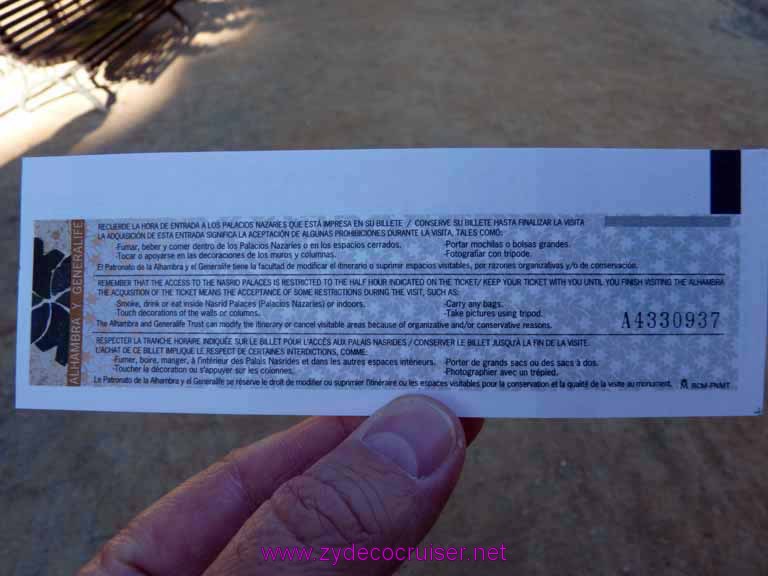 ALHAMBRA Y GENERALIFE
RECUERDE LA HORA DE ENTRADA A LOS PALACIOS NAZARIES QUE ESTÁ IMPRESA EN SU BILLETE / CONSERVE SU BILLETE HASTA FINALIZAR LA VISITA
LA ADQUISICIÓN DE ESTA ENTRADA SIGNIFICA LA ACEPTACIÓN DE ALGUNAS PROHIBICIONES DURANTE LA VISITA, TALES COMO:
-Fumar, beber y comer dentro de los Palacios Nazaries o en los espacios cerrados. -Portar mochilas o bolsas grandes.
-Tocar o apoyarse en las decoraciones de los muros y columnas. -Fotografiar con trípode.
El Patronato de la Alhambra y el Generalife tiene la facultad de modificar el itinerario o suprimir espacios visitables, por razones organizativas y/o de conservación.
REMEMBER THAT THE ACCESS TO THE NASRID PALACES IS RESTRICTED TO THE HALF HOUR INDICATED ON THE TICKET/ KEEP YOUR TICKET WITH YOU UNTIL YOU FINISH VISITING THE ALHAMBRA
THE ACQUISITION OF THE TICKET MEANS THE ACCEPTANCE OF SOME RESTRICTIONS DURING THE VISIT, SUCH AS:
-Smoke, drink or eat inside Nasrid Palaces (Palacios Nazaries) or indoors. -Carry any bags.
-Touch decorations of the walls or columns. -Take pictures using tripod.
The Alhambra and Generalife Trust can modify the itinerary or cancel visitable areas because of organizative and/or conservative reasons.
A4330937
RESPECTER LA TRANCHE HORAIRE INDIQUÉE SUR LE BILLET POUR L'ACCÈS AUX PALAIS NASRIDES / CONSERVER LE BILLET JUSQU'À LA FIN DE LA VISITE.
L'ACHAT DE CE BILLET IMPLIQUE LE RESPECT DE CERTAINES INTERDICTIONS, COMME:
-Fumer, boire, manger, à l'intérieur des Palais Nasrides et dans les autres espaces intérieurs. -Porter de grands sacs ou des sacs à dos.
-Toucher la décoration ou s'appuyer sur les colonnes. -Photographier avec un trépied.
Le Patronato de la Alhambra y el Generalife se réserve le droit de modifier ou suprimier l'itinéraire ou les espaces visitables pour la conservation et la qualité de la visite au monument. RCM-FNMT
www.zydecocruiser.net